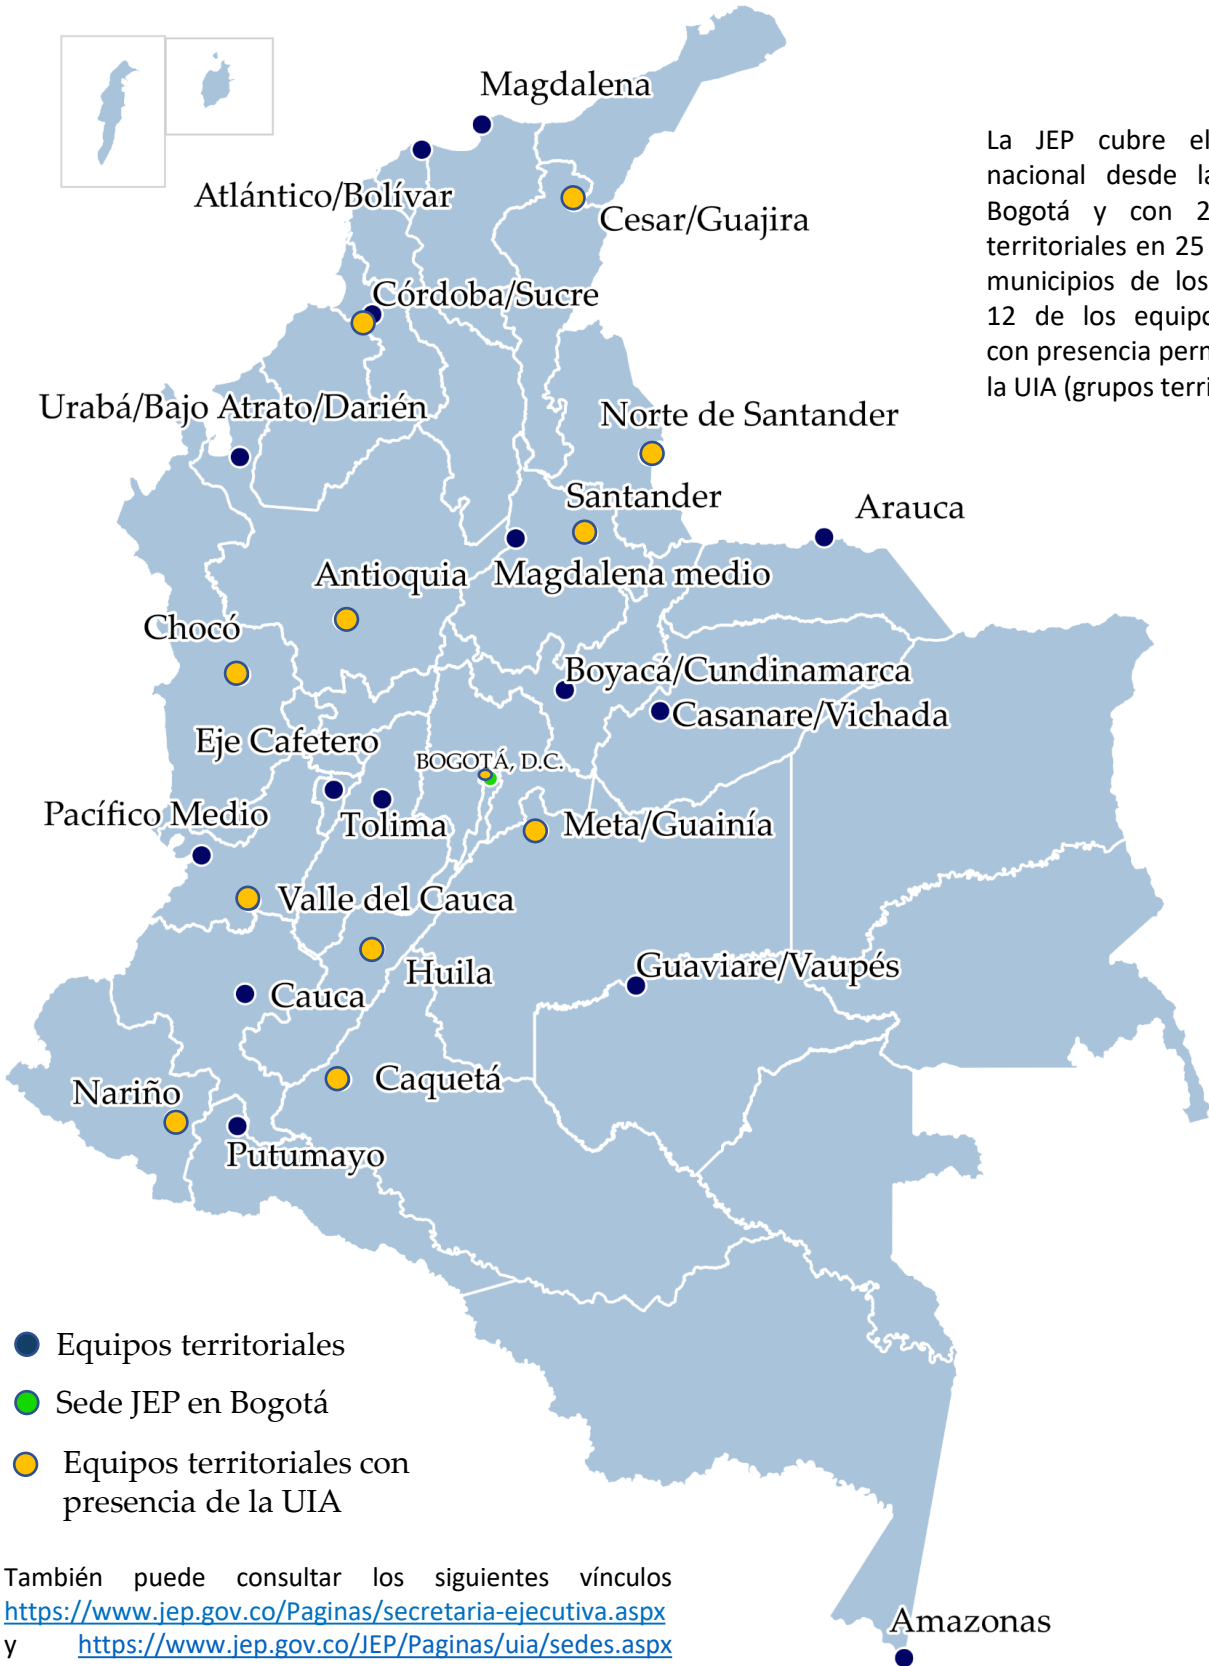 Magdalena
La JEP cubre el
nacional desde la
Bogotá y con 2
territoriales en 25
municipios de los
12 de los equipo
con presencia perm
la UIA (grupos terri
Atlántico/Bolívar
Cesar/Guajira
Córdoba/Sucre
Urabá/Bajo Atrato/Darién
Norte de Santander
Santander
Arauca
Antioquia
Magdalena medio
Chocó
Boyacá/Cundinamarca
Casanare/Vichada
Eje Cafetero
BOGOTÁ, D.C.
Pacífico Medio
Tolima
Meta/Guainía
Valle del Cauca
Huila
Guaviare/Vaupés
Cauca
Caquetá
Nariño
Putumayo
Equipos territoriales
Sede JEP en Bogotá
Equipos territoriales con
presencia de la UIA
También puede consultar los siguientes vínculos
https://www.jep.gov.co/Paginas/secretaria-ejecutiva.aspx
y https://www.jep.gov.co/JEP/Paginas/uia/sedes.aspx
Amazonas